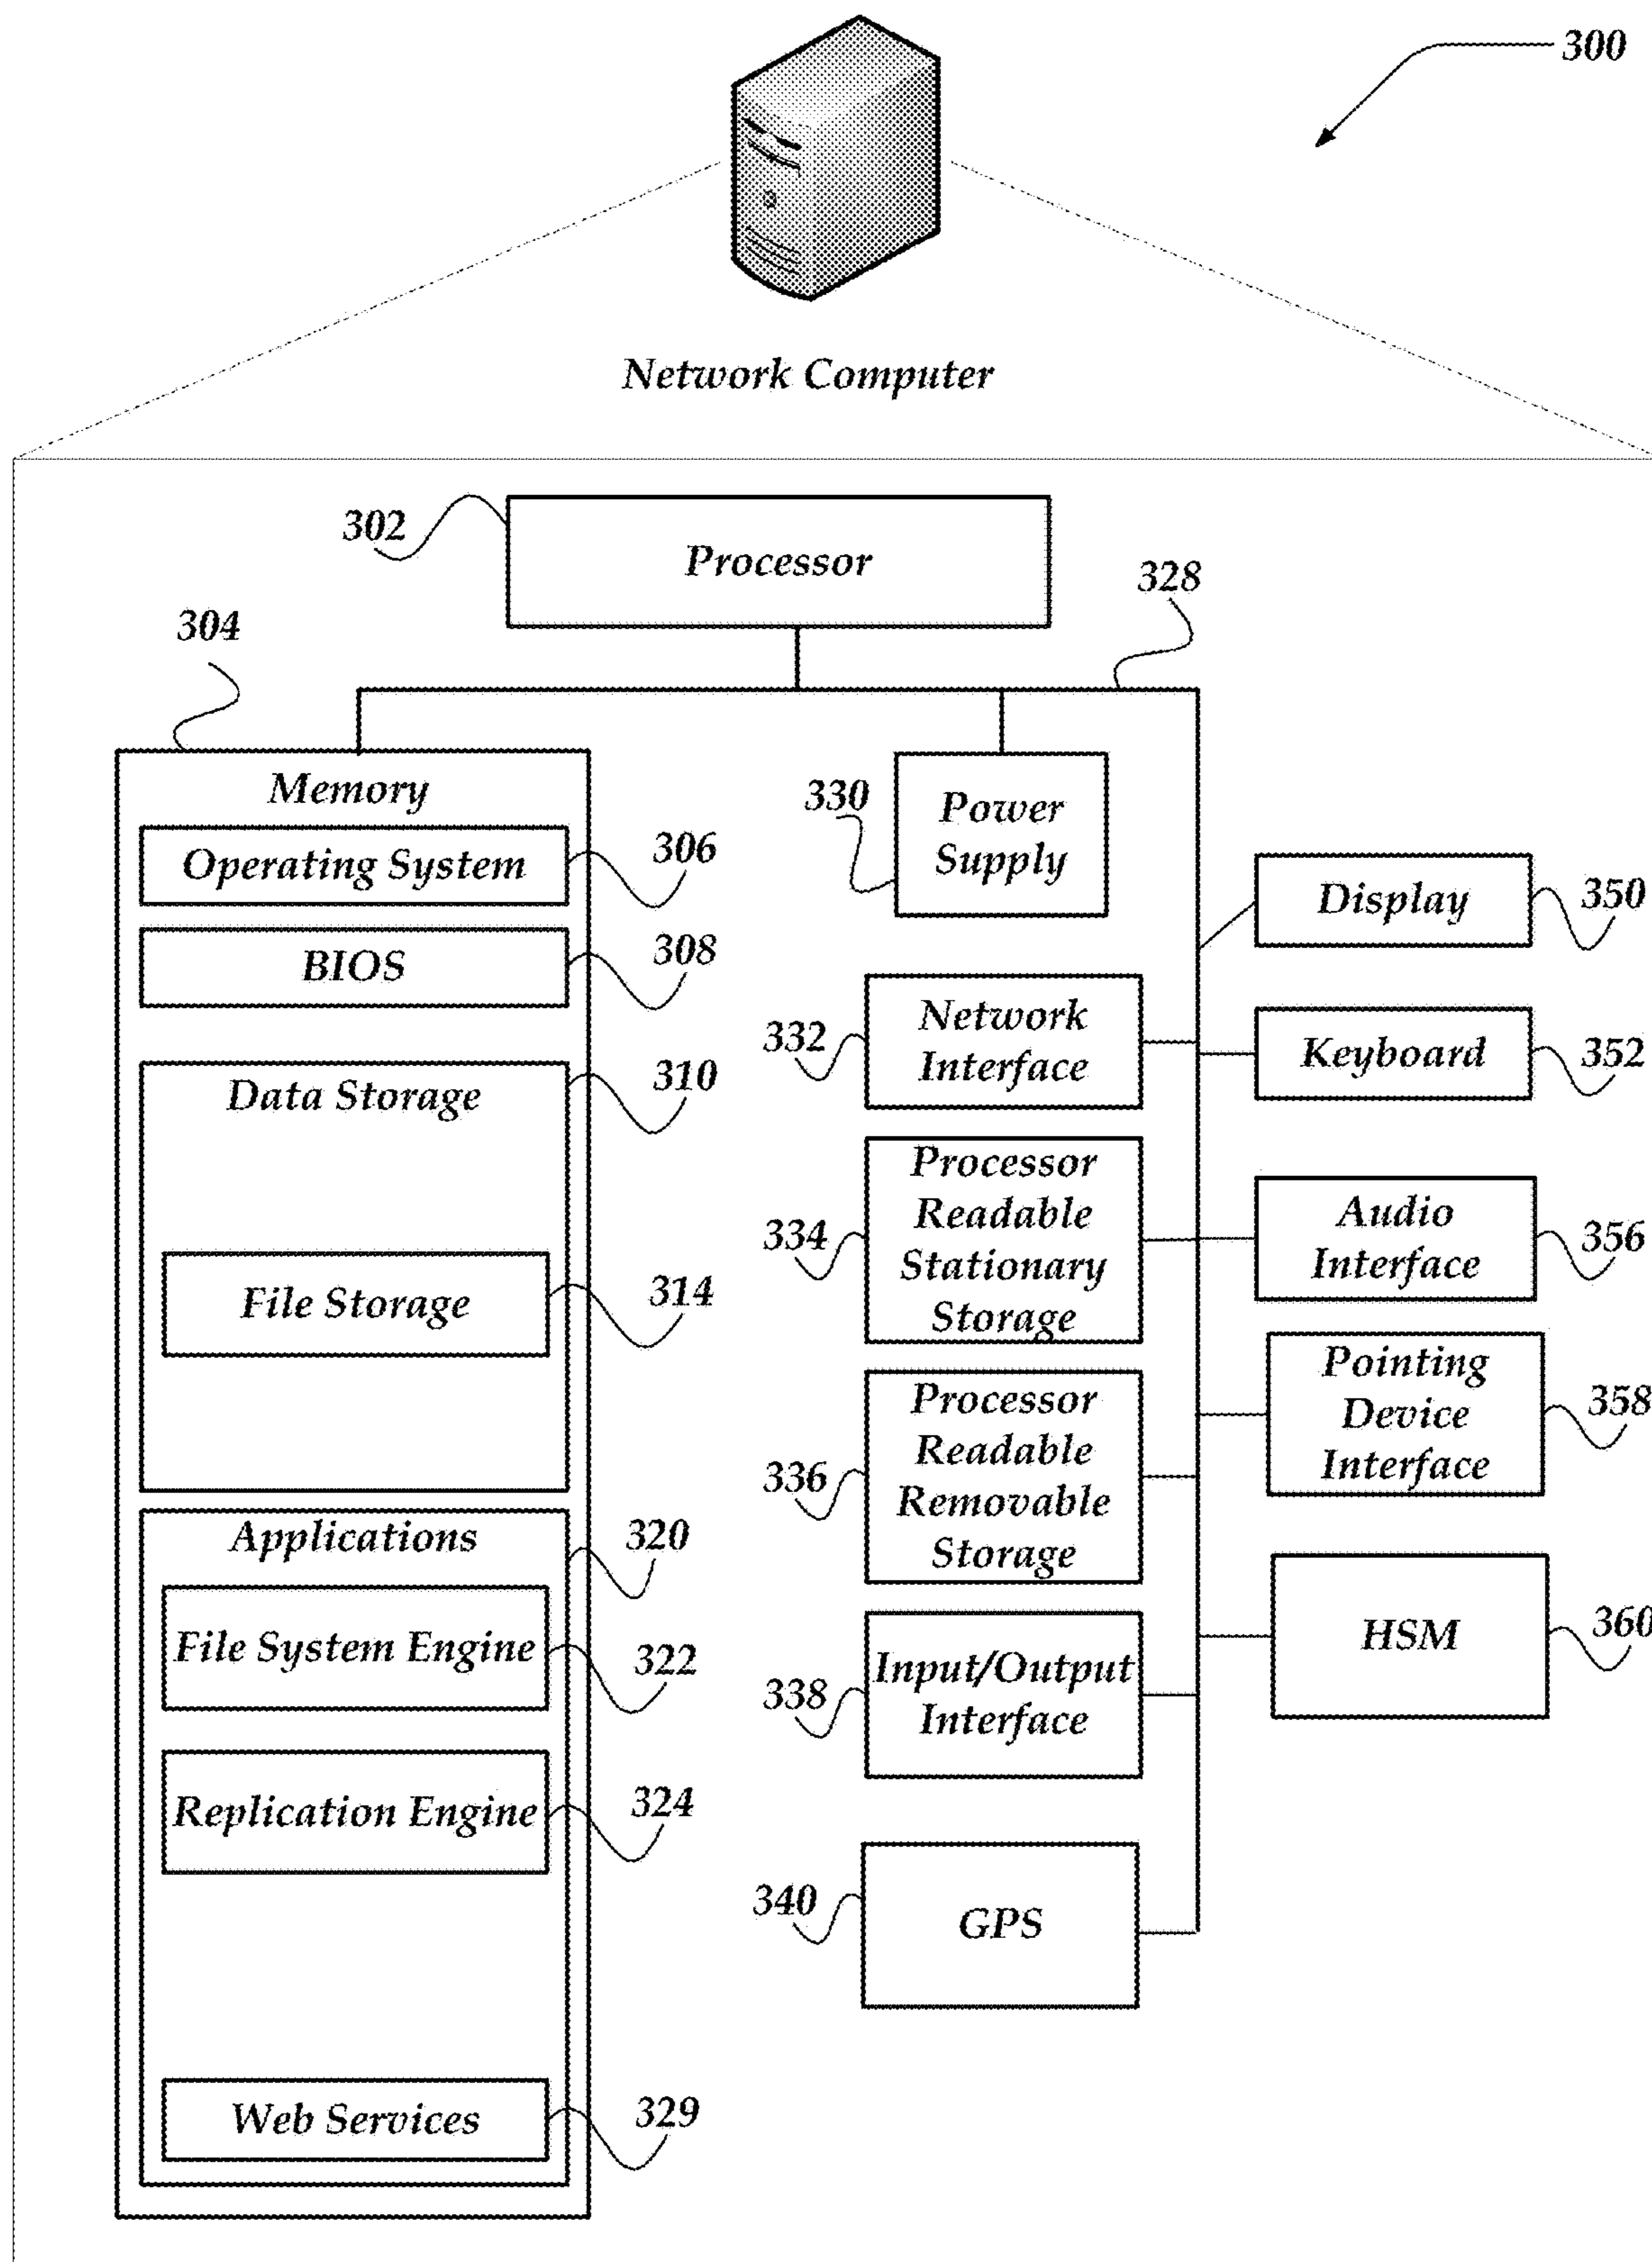 300
Network Computer
302
Processor
328
304
Memory
Operating System
306
BIOS
308
Data Storage
310
File Storage
314
Applications
320
File System Engine
322
Replication Engine
324
Web Services
329
330
Power
Supply
332
Network
Interface
334
Processor
Readable
Stationary
Storage
336
Processor
Readable
Removable
Storage
338
Input/Output
Interface
340
GPS
Display
350
Keyboard
352
Audio
Interface
356
Pointing
Device
Interface
358
HSM
360